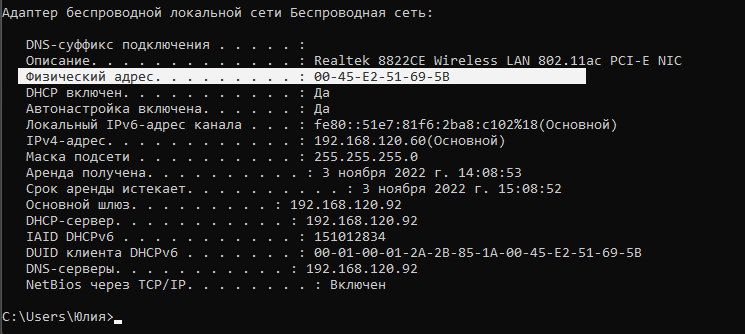 Адаптер беспроводной локальной сети Беспроводная сеть:
DNS-суффикс подключения . . . . . :
Описание. . . . . . . . . . . . . : Realtek 8822CE Wireless LAN 802.11ac PCI-E NIC
Физический адрес. . . . . . . . . : 00-45-E2-51-69-5B
DHCP включен. . . . . . . . . . . : Да
Автонастройка включена. . . . . . : Да
Локальный IPv6-адрес канала . . . : fe80::51e7:81f6:2ba8:c102%18(Основной)
IPv4-адрес. . . . . . . . . . . . : 192.168.120.60(Основной)
Маска подсети . . . . . . . . . . : 255.255.255.0
Аренда получена. . . . . . . . . . : 3 ноября 2022 г. 14:08:53
Срок аренды истекает. . . . . . . . . . : 3 ноября 2022 г. 15:08:52
Основной шлюз. . . . . . . . . : 192.168.120.92
DHCP-сервер. . . . . . . . . . . : 192.168.120.92
IAID DHCPv6 . . . . . . . . . . . : 151012834
DUID клиента DHCPv6 . . . . . . . : 00-01-00-01-2A-2B-85-1A-00-45-E2-51-69-5B
DNS-серверы. . . . . . . . . . . : 192.168.120.92
NetBios через TCP/IP. . . . . . . . : Включен
C:\Users\Юлия>